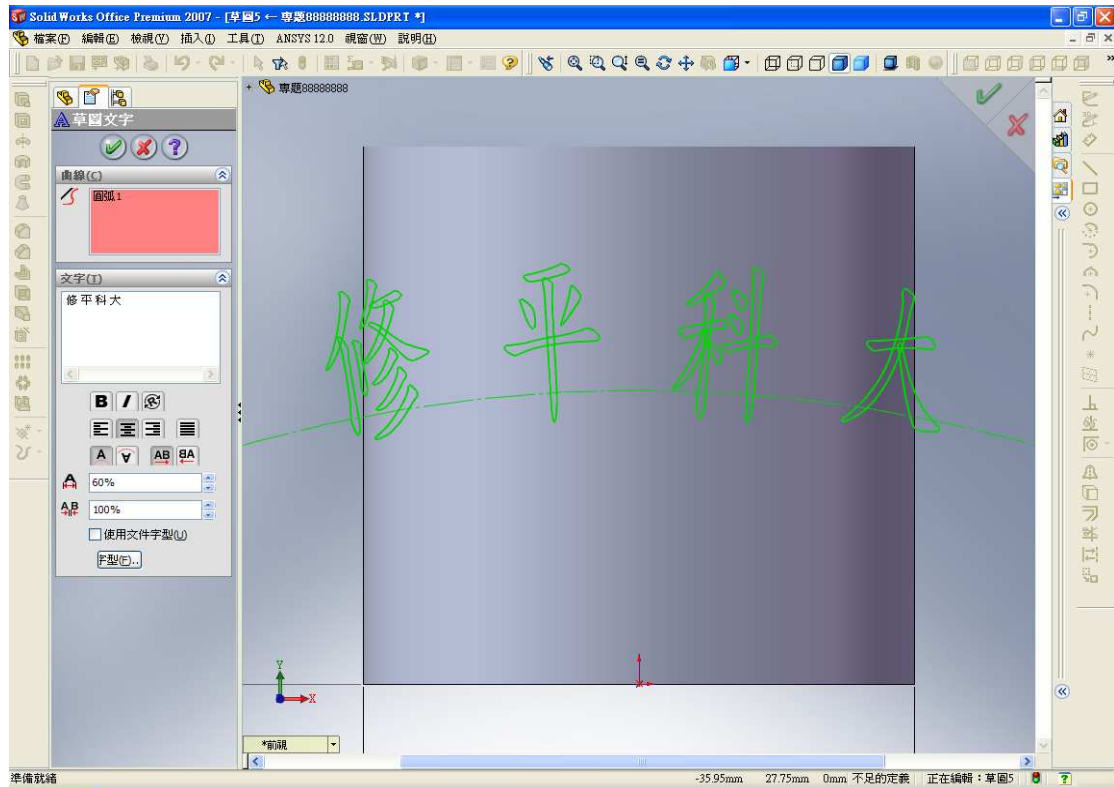 SolidWorks Office Premium 2007 - [草圖5 ← 專題88888888.SLDPRT *]
檔案(F) 編輯(E) 檢視(V) 插入(I) 工具(T) ANSYS 12.0 視窗(W) 說明(H)
+ 專題88888888
草圖文字
曲線(C)
圓弧1
文字(T)
修平科大
修平科大
B I
A A AB AB
60%
100%
使用文件字型(U)
字型(F)..
Y
X
*前視
準備就緒 -35.95mm 27.75mm 0mm 不足的定義 正在編輯：草圖5